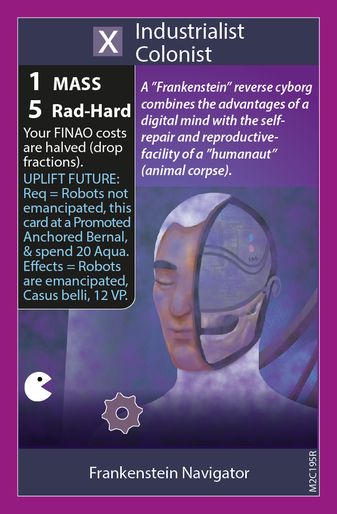 X
Industrialist
Colonist
1 MASS
5 Rad-Hard
Your FINAO costs
are halved (drop
fractions).
UPLIFT FUTURE:
Req = Robots not
emancipated, this
card at a Promoted
Anchored Bernal,
& spend 20 Aqua.
Effects = Robots
are emancipated,
Casus belli, 12 VP.
A "Frankenstein" reverse cyborg
combines the advantages of a
digital mind with the self-
repair and reproductive-
facility of a "humanaut"
(animal corpse).
Frankenstein Navigator
M2C195R